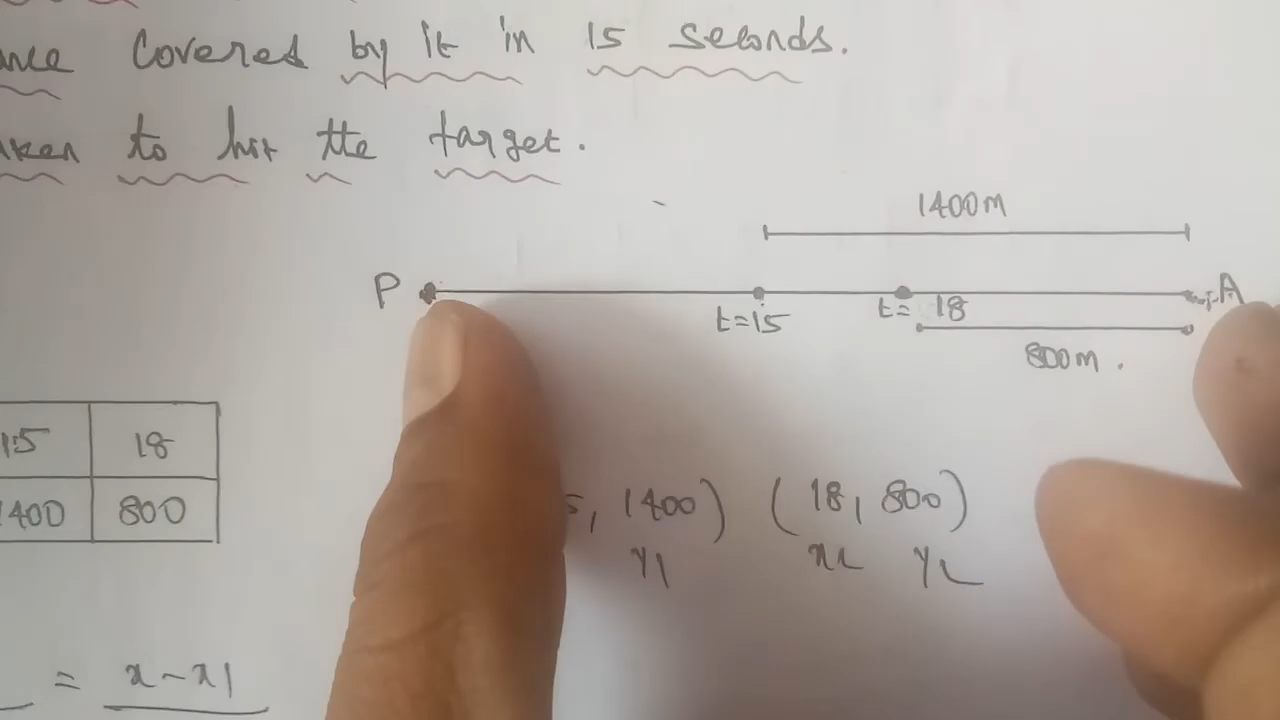 covered by it in 15 seconds.
to hit the target.
1400m
P A
t=15 t= 18
800m.
15 18
1400 800
, 1400) (18, 800)
y1 x2 y2
= x-x1